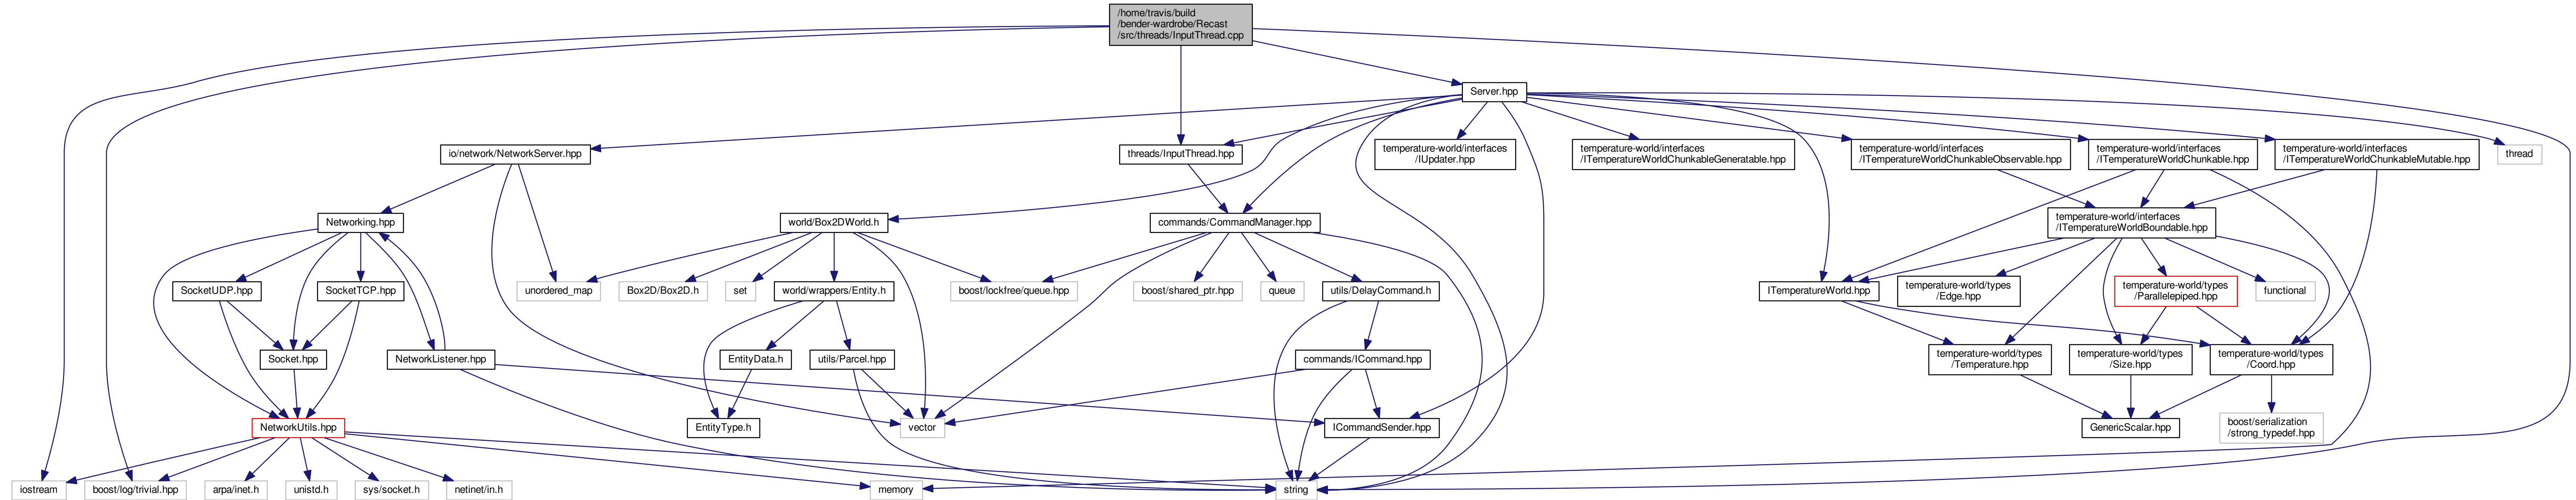 /home/travis/build
/bender-wardrobe/Recast
/src/threads/InputThread.cpp
Server.hpp
io/network/NetworkServer.hpp
threads/InputThread.hpp
temperature-world/interfaces
/IUpdater.hpp
temperature-world/interfaces
/ITemperatureWorldChunkableGeneratable.hpp
temperature-world/interfaces
/ITemperatureWorldChunkableObservable.hpp
temperature-world/interfaces
/ITemperatureWorldChunkable.hpp
temperature-world/interfaces
/ITemperatureWorldChunkableMutable.hpp
thread
Networking.hpp
world/Box2DWorld.h
commands/CommandManager.hpp
temperature-world/interfaces
/ITemperatureWorldBoundable.hpp
SocketUDP.hpp
SocketTCP.hpp
unordered_map
Box2D/Box2D.h
set
world/wrappers/Entity.h
boost/lockfree/queue.hpp
boost/shared_ptr.hpp
queue
utils/DelayCommand.h
ITemperatureWorld.hpp
temperature-world/types
/Edge.hpp
temperature-world/types
/Parallelepiped.hpp
functional
Socket.hpp
NetworkListener.hpp
EntityData.h
utils/Parcel.hpp
commands/ICommand.hpp
temperature-world/types
/Temperature.hpp
temperature-world/types
/Size.hpp
temperature-world/types
/Coord.hpp
NetworkUtils.hpp
EntityType.h
vector
ICommandSender.hpp
GenericScalar.hpp
boost/serialization
/strong_typedef.hpp
iostream
boost/log/trivial.hpp
arpa/inet.h
unistd.h
sys/socket.h
netinet/in.h
memory
string